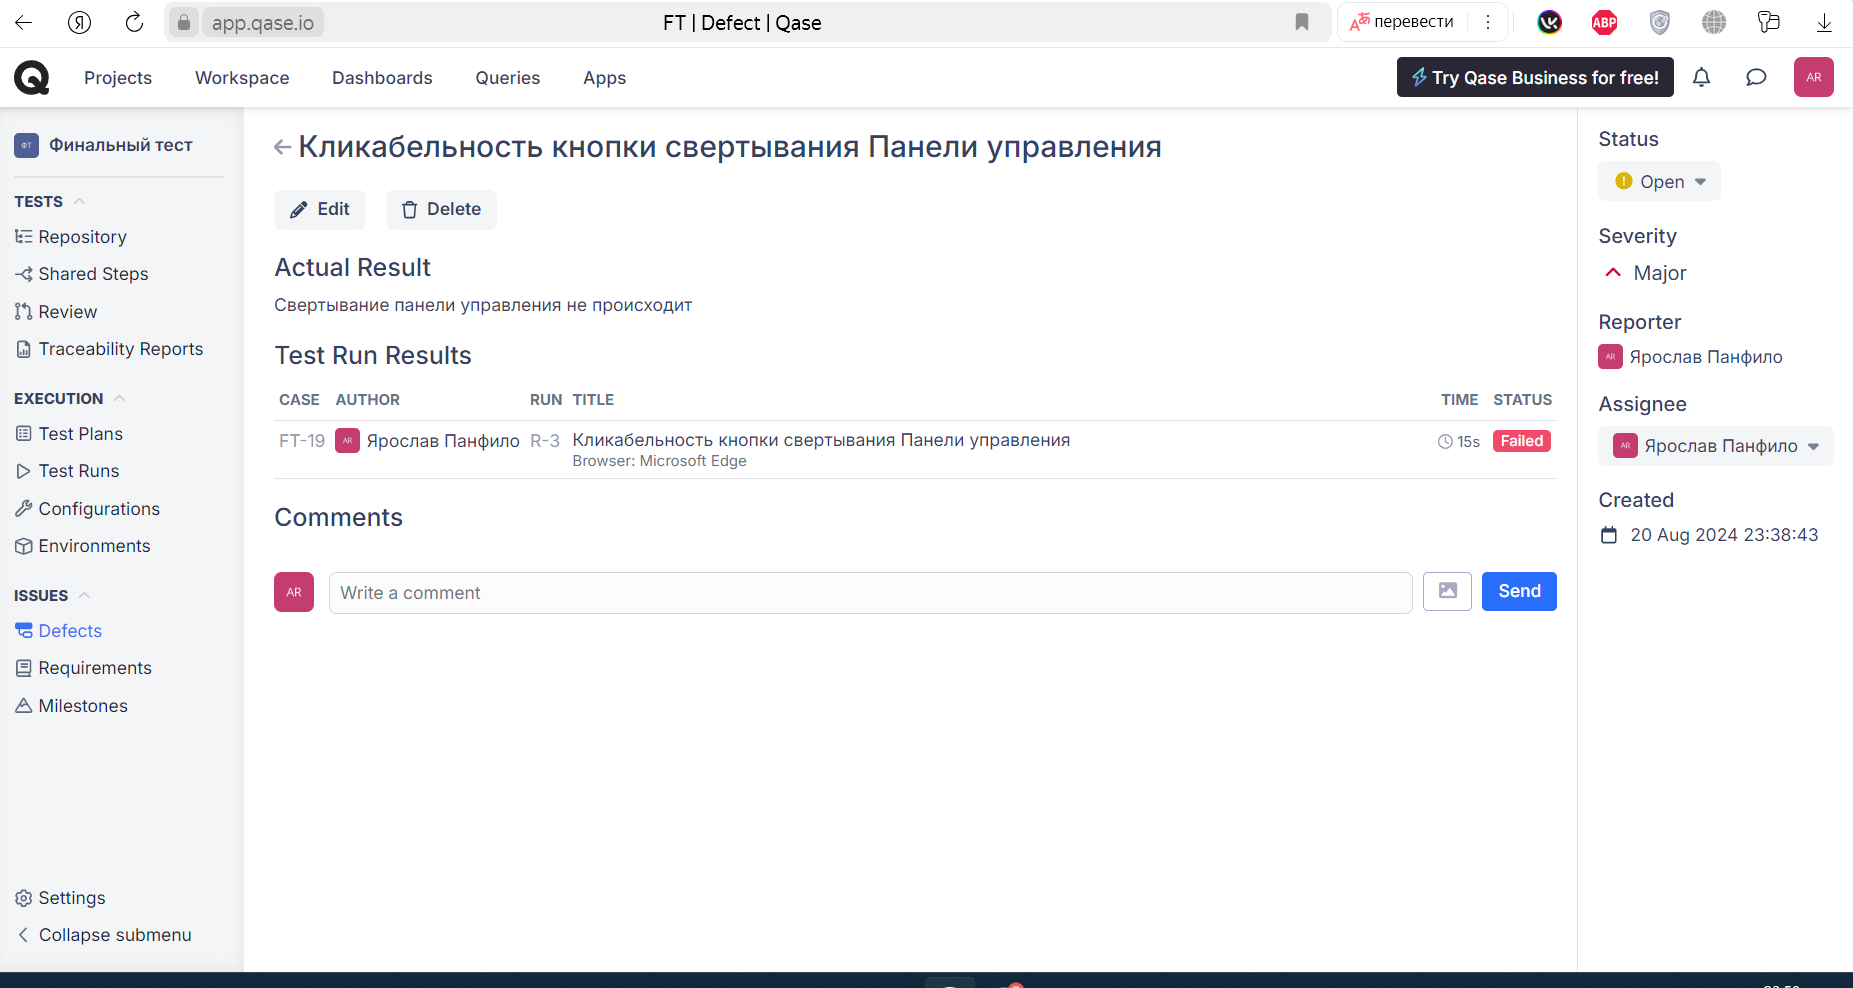 Я
app.qase.io
FT | Defect | Qase
перевести
ABP
Projects
Workspace
Dashboards
Queries
Apps
Try Qase Business for free!
AR
ФТ
Финальный тест
TESTS
Repository
Shared Steps
Review
Traceability Reports
EXECUTION
Test Plans
Test Runs
Configurations
Environments
ISSUES
Defects
Requirements
Milestones
Settings
Collapse submenu
Кликабельность кнопки свертывания Панели управления
Edit
Delete
Actual Result
Свертывание панели управления не происходит
Test Run Results
CASE AUTHOR RUN TITLE TIME STATUS
FT-19 AR Ярослав Панфило R-3 Кликабельность кнопки свертывания Панели управления 15s Failed
Browser: Microsoft Edge
Comments
AR
Write a comment
Send
Status
Open
Severity
Major
Reporter
AR Ярослав Панфило
Assignee
AR Ярослав Панфило
Created
20 Aug 2024 23:38:43